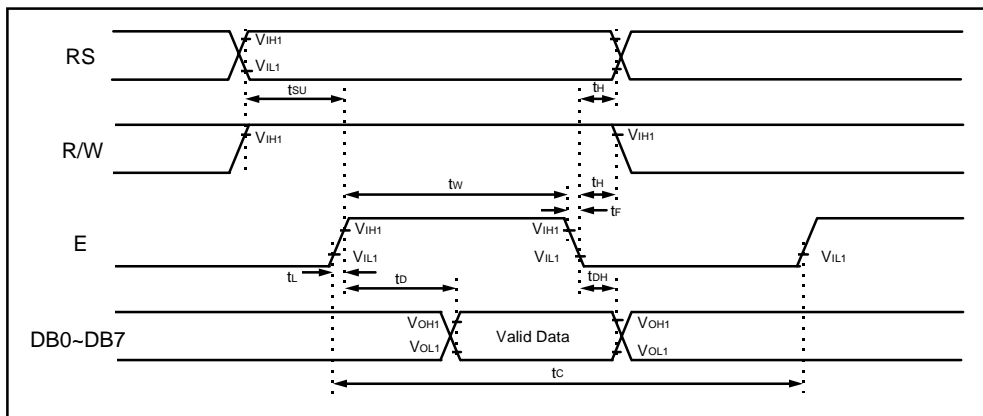 RS
VIH1
VIL1
tSU
tH
R/W
VIH1
VIH1
tW
tH
tF
E
VIH1
VIH1
VIL1
VIL1
VIL1
tL
tD
tDH
DB0~DB7
VOH1
Valid Data
VOH1
VOL1
VOL1
tC